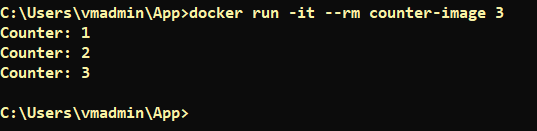 C:\Users\vmadmin\App>docker run -it --rm counter-image 3
Counter: 1
Counter: 2
Counter: 3
C:\Users\vmadmin\App>